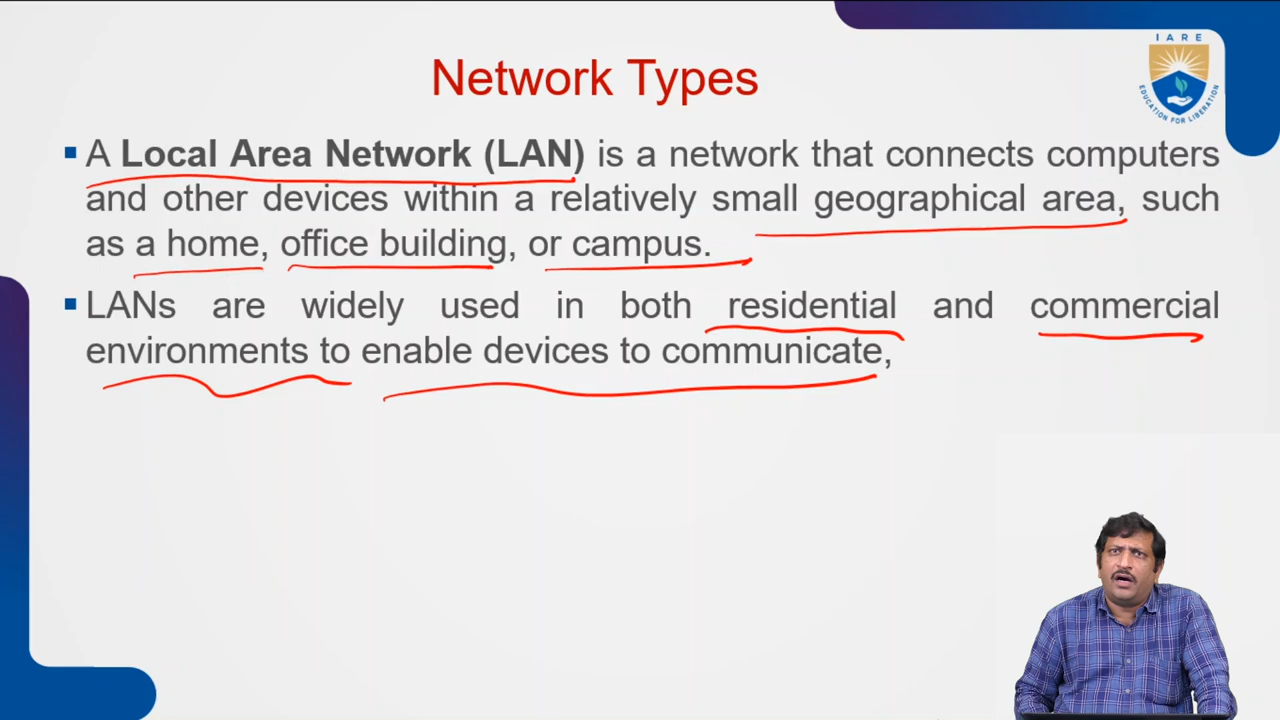 IARE
EDUCATION FOR LIBERATION
Network Types
A Local Area Network (LAN) is a network that connects computers
and other devices within a relatively small geographical area, such
as a home, office building, or campus.
LANs are widely used in both residential and commercial
environments to enable devices to communicate,